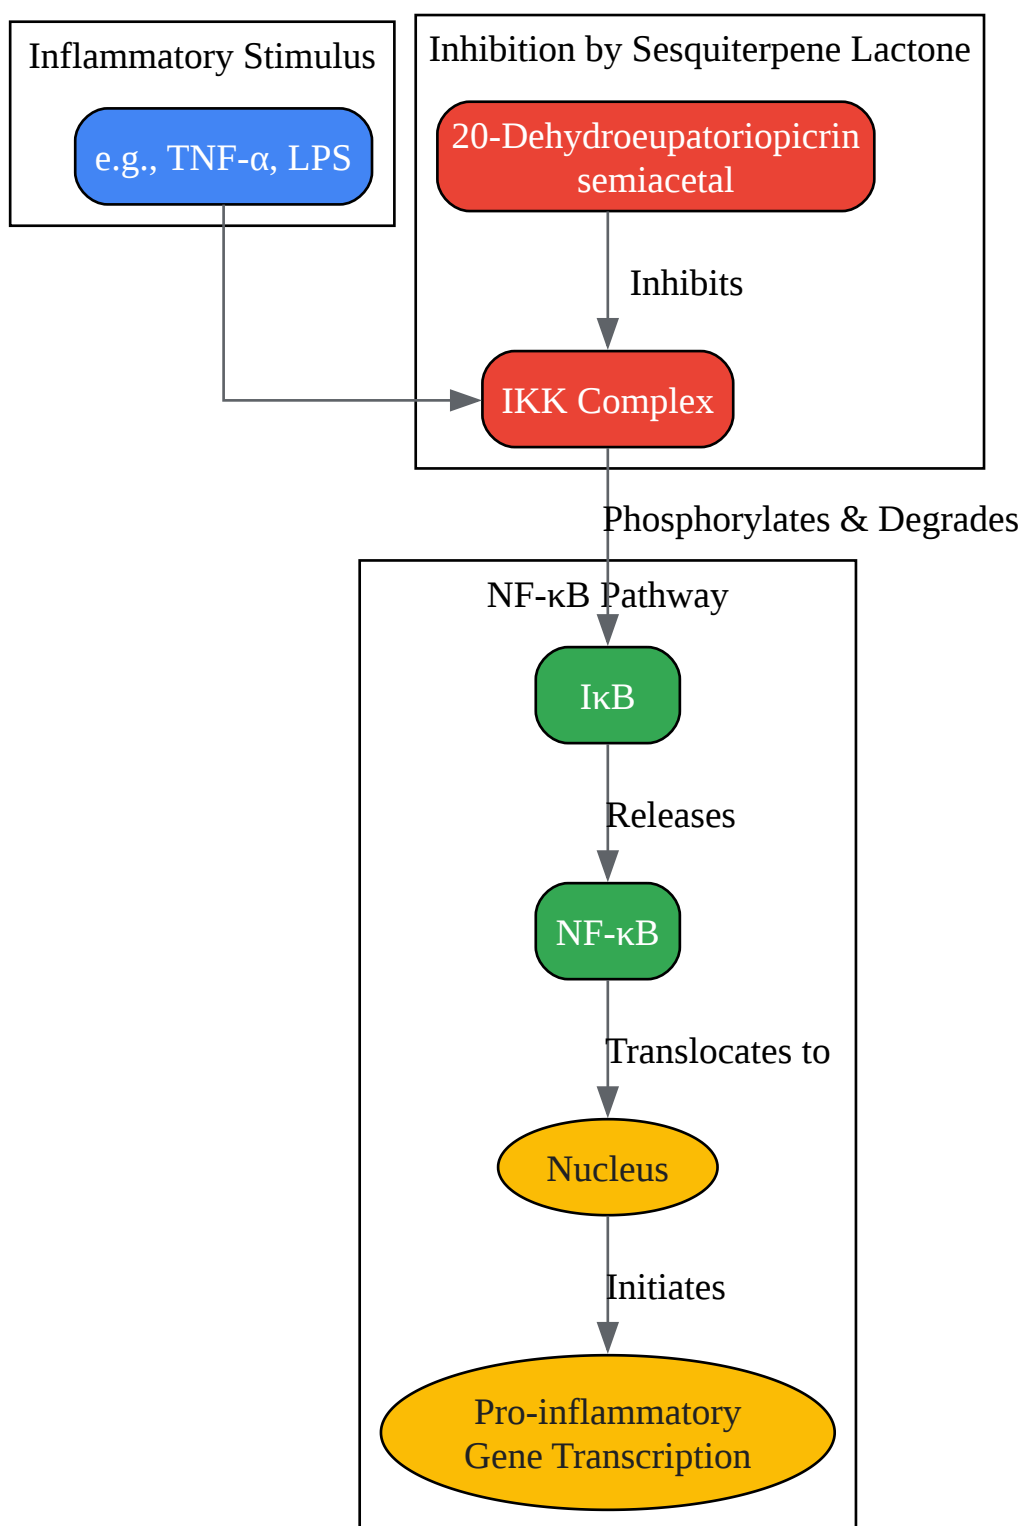 Inflammatory Stimulus
e.g., TNF-α, LPS
Inhibition by Sesquiterpene Lactone
20-Dehydroeupatoriopicrin
semiacetal
Inhibits
IKK Complex
Phosphorylates & Degrades
NF-κB Pathway
IκB
Releases
NF-κB
Translocates to
Nucleus
Initiates
Pro-inflammatory
Gene Transcription